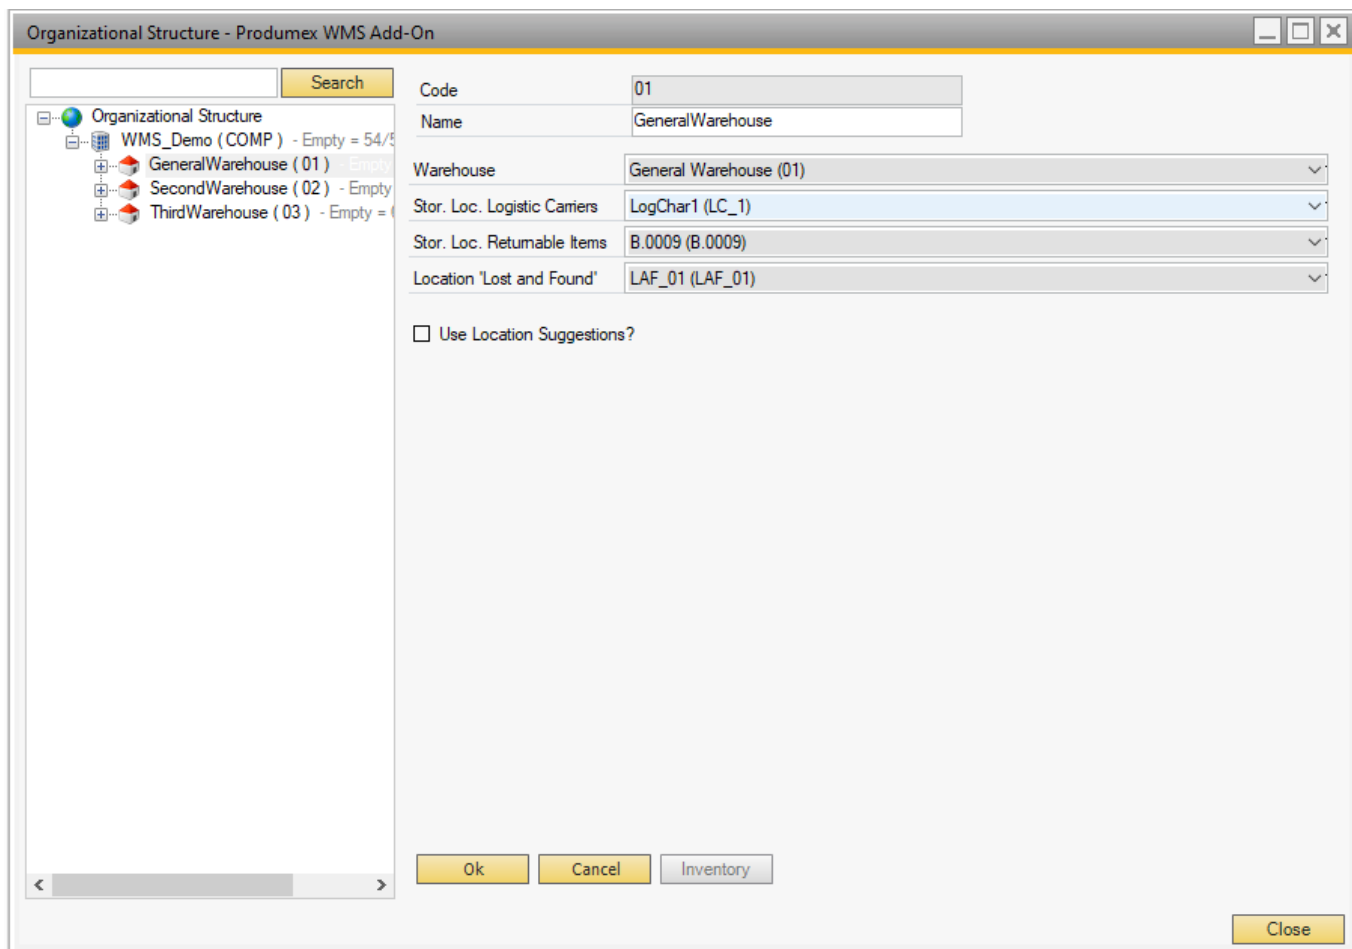 Organizational Structure - Produmex WMS Add-On
Search
Organizational Structure
WMS_Demo ( COMP ) - Empty = 54/
GeneralWarehouse ( 01 ) - Empty
SecondWarehouse ( 02 ) - Empty
ThirdWarehouse ( 03 ) - Empty =
Code 01
Name GeneralWarehouse
Warehouse General Warehouse (01)
Stor. Loc. Logistic Carriers LogChar1 (LC_1)
Stor. Loc. Returnable Items B.0009 (B.0009)
Location 'Lost and Found' LAF_01 (LAF_01)
Use Location Suggestions?
Ok Cancel Inventory
Close